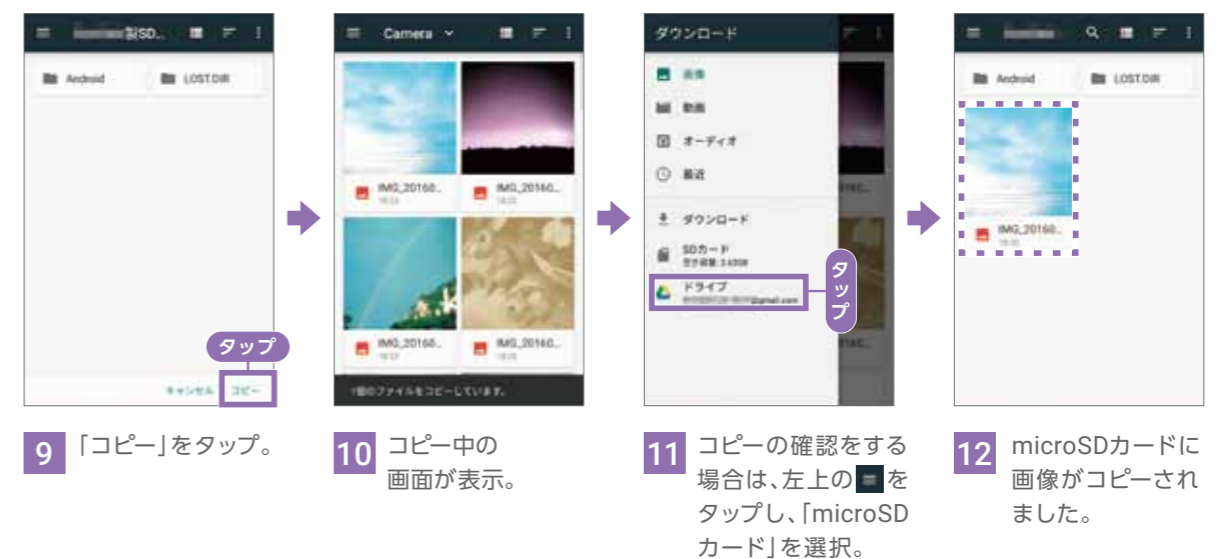 製SD...
Android
LOST.DIR
タップ
キャンセル
コピー
9
「コピー」をタップ。
Camera
IMG_20160...
18:25
IMG_20160...
18:25
IMG_20160...
18:25
IMG_20160...
1個のファイルをコピーしています。
10
コピー中の
画面が表示。
ダウンロード
画像
動画
オーディオ
最近
ダウンロード
SDカード
ドライブ
@gmail.com
タップ
11
コピーの確認をする
場合は、左上の を
タップし、「microSD
カード」を選択。
Android
LOST.DIR
IMG_20160...
12
microSDカードに
画像がコピーされ
ました。